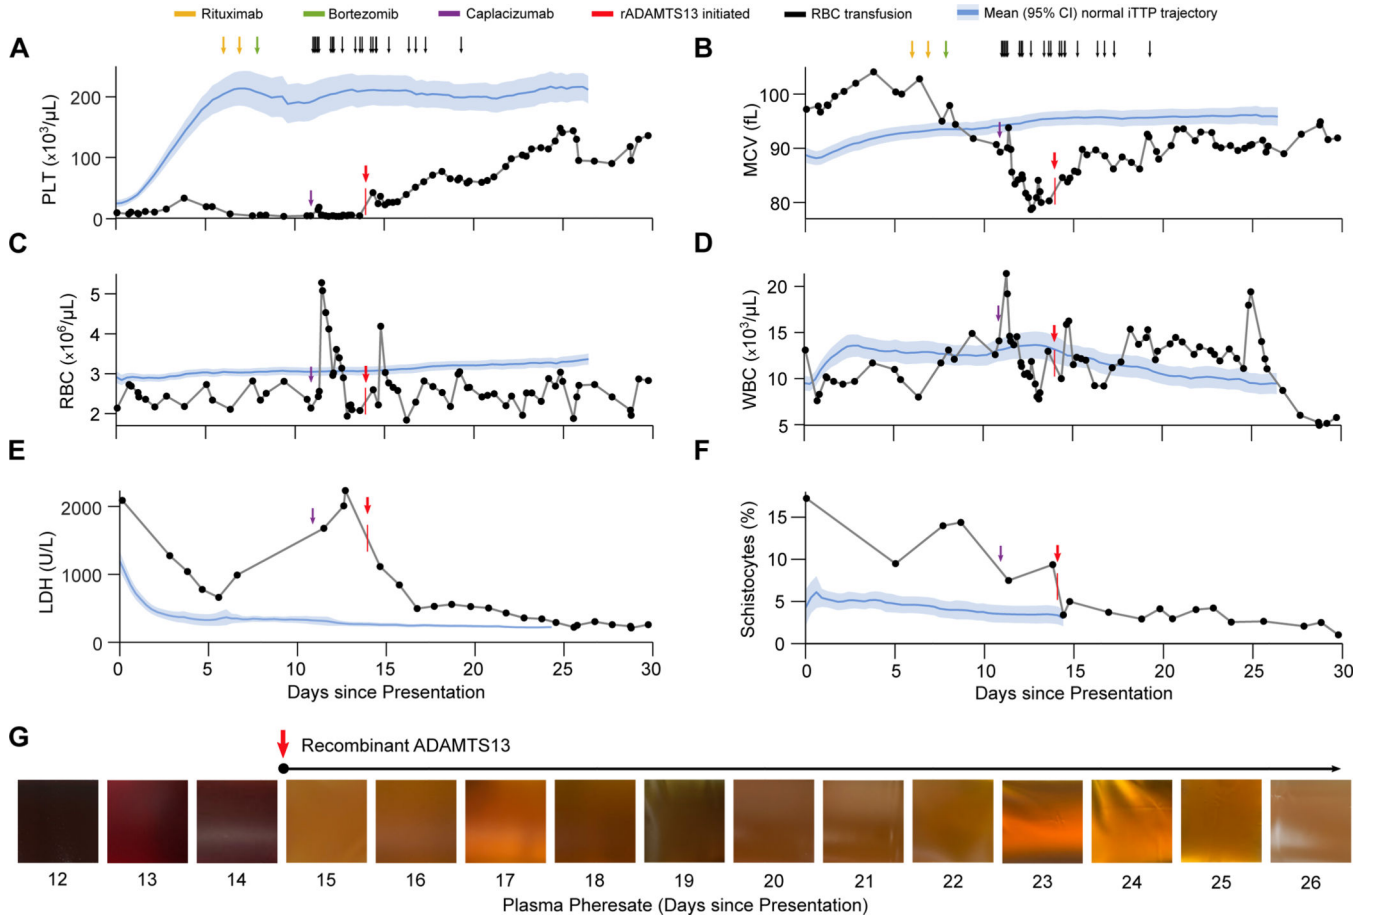 Rituximab Bortezomib Caplacizumab rADAMTS13 initiated RBC transfusion Mean (95% CI) normal iTTP trajectory
A
PLT (x10³/µL)
200
100
0
B
MCV (fL)
100
90
80
C
RBC (x10⁶/µL)
5
4
3
2
D
WBC (x10³/µL)
20
15
10
5
E
LDH (U/L)
2000
1000
0
0 5 10 15 20 25 30
Days since Presentation
F
Schistocytes (%)
15
10
5
0
0 5 10 15 20 25 30
Days since Presentation
G
Recombinant ADAMTS13
12 13 14 15 16 17 18 19 20 21 22 23 24 25 26
Plasma Pheresate (Days since Presentation)